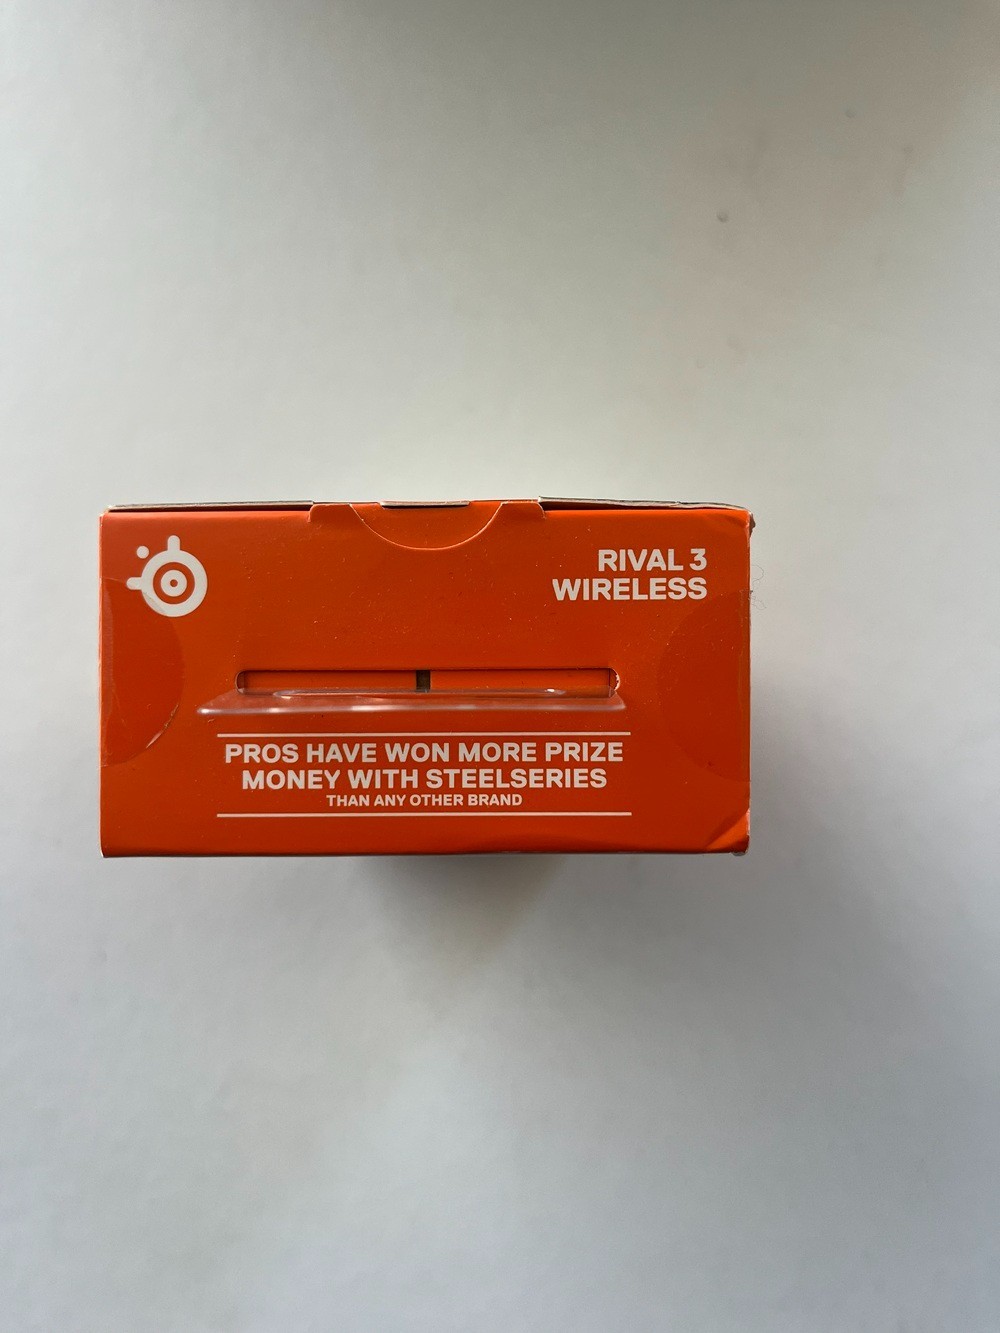 RIVAL 3
WIRELESS
PROS HAVE WON MORE PRIZE
MONEY WITH STEELSERIES
THAN ANY OTHER BRAND